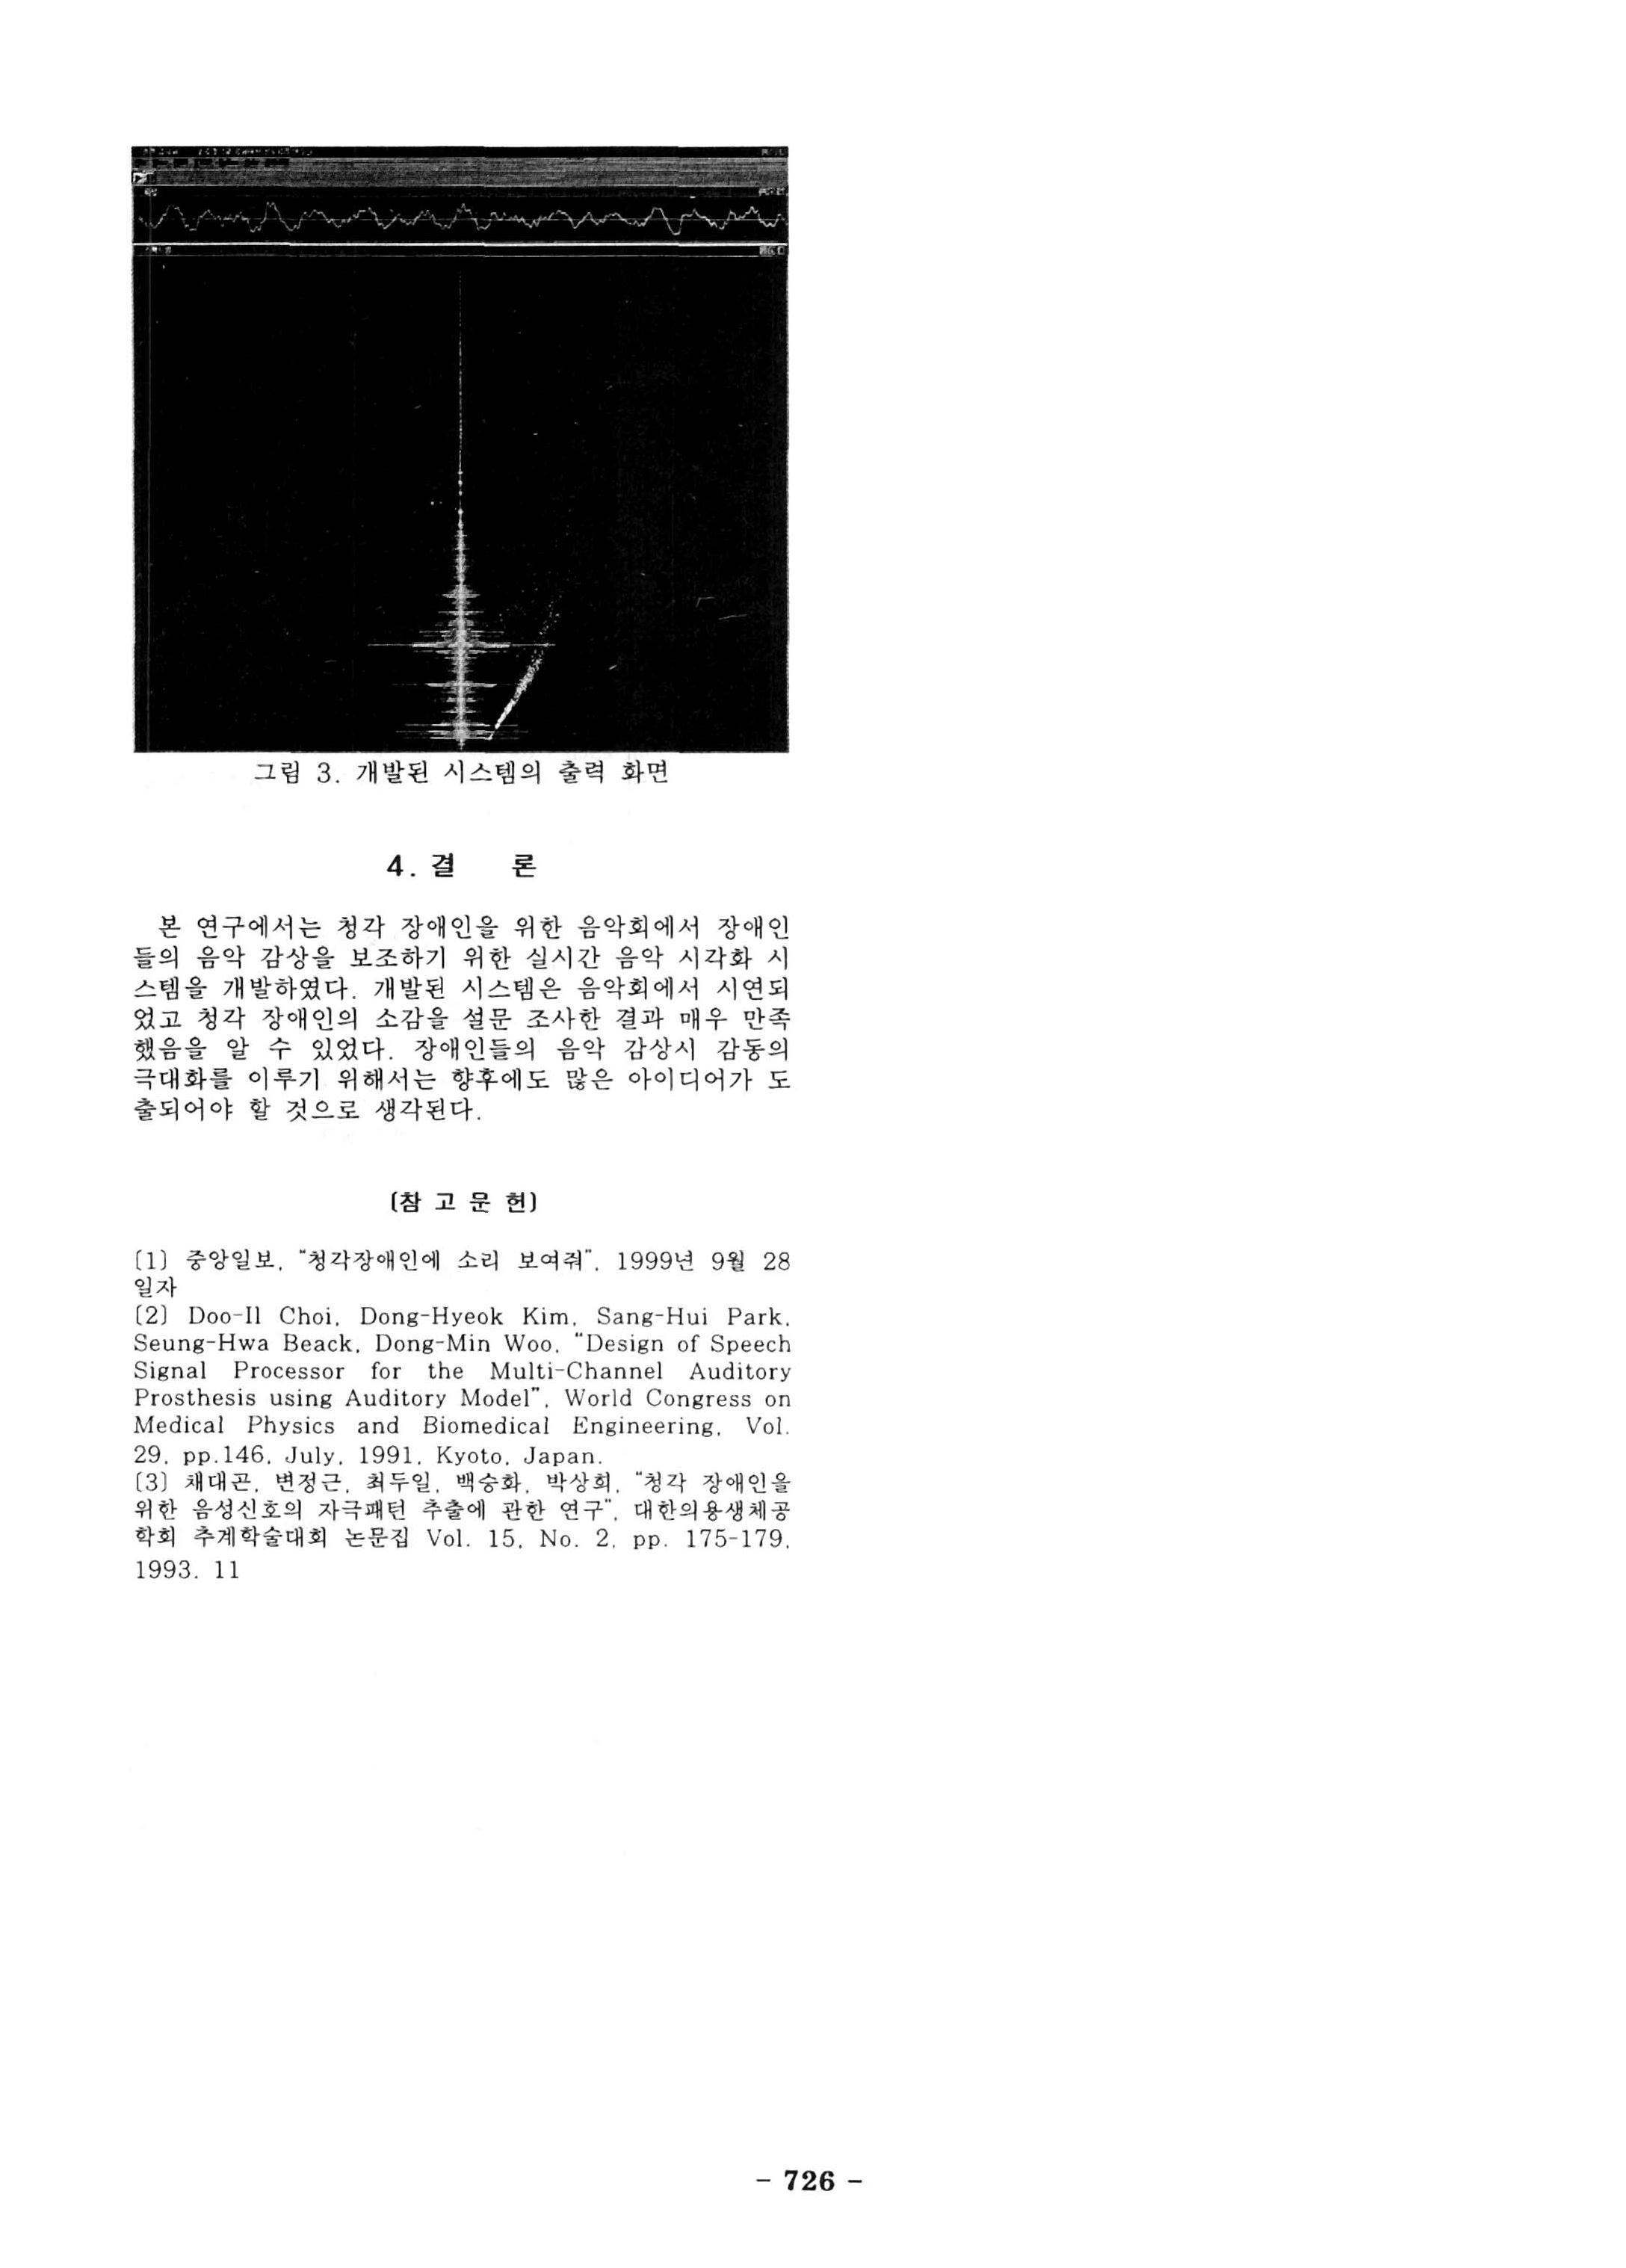 그림 3. 개발된 시스템의 출력 화면
4. 결 론
본 연구에서는 청각 장애인을 위한 음악회에서 장애인
들의 음악 감상을 보조하기 위한 실시간 음악 시각화 시
스템을 개발하였다. 개발된 시스템은 음악회에서 시연되
었고 청각 장애인의 소감을 설문 조사한 결과 매우 만족
했음을 알 수 있었다. 장애인들의 음악 감상시 감동의
극대화를 이루기 위해서는 향후에도 많은 아이디어가 도
출되어야 할 것으로 생각된다.
(참 고 문 헌)
[1] 중앙일보, "청각장애인에 소리 보여줘", 1999년 9월 28
일자
[2] Doo-Il Choi, Dong-Hyeok Kim, Sang-Hui Park,
Seung-Hwa Beack, Dong-Min Woo, "Design of Speech
Signal Processor for the Multi-Channel Auditory
Prosthesis using Auditory Model", World Congress on
Medical Physics and Biomedical Engineering, Vol.
29, pp.146, July, 1991, Kyoto, Japan.
[3] 채대곤, 변정근, 최두일, 백승화, 박상희, "청각 장애인을
위한 음성신호의 자극패턴 추출에 관한 연구", 대한의용생체공
학회 추계학술대회 논문집 Vol. 15, No. 2, pp. 175-179,
1993. 11
- 726 -